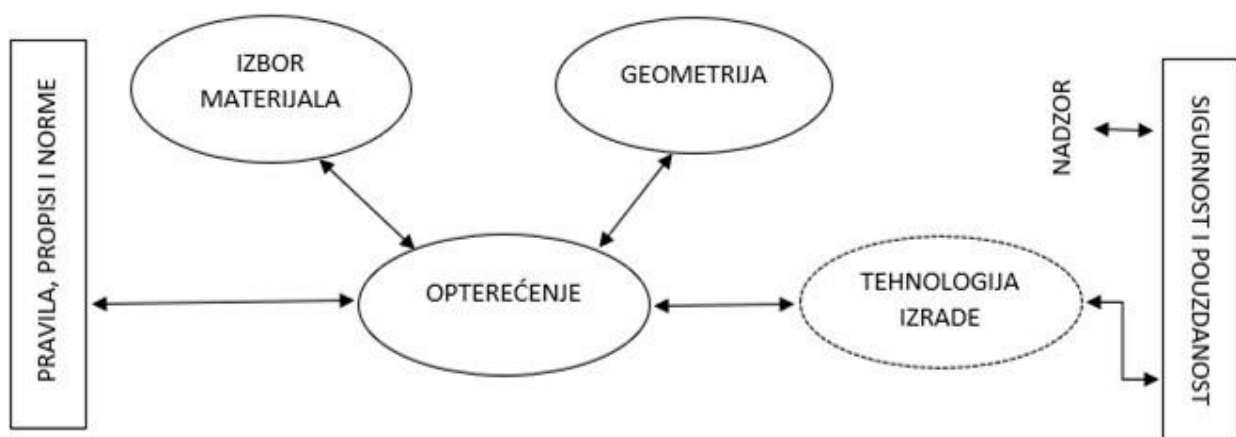 PRAVILA, PROPISI I NORME
IZBOR
MATERIJALA
GEOMETRIJA
NADZOR
SIGURNOST I POUZDANOST
OPTEREĆENJE
TEHNOLOGIJA
IZRADE